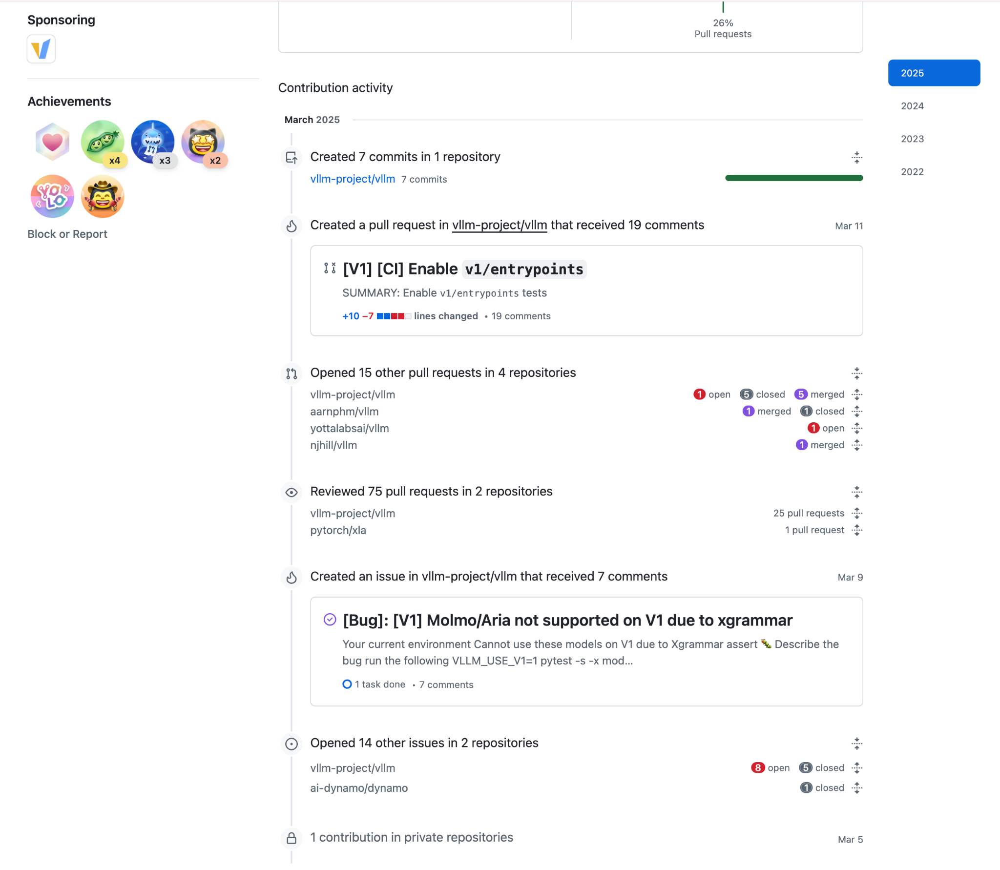 Sponsoring
Achievements
x4
x3
x2
YOLO
Block or Report
26%
Pull requests
Contribution activity
March 2025
Created 7 commits in 1 repository
vllm-project/vllm 7 commits
Created a pull request in vllm-project/vllm that received 19 comments
Mar 11
[V1] [CI] Enable v1/entrypoints
SUMMARY: Enable v1/entrypoints tests
+10 −7 lines changed • 19 comments
Opened 15 other pull requests in 4 repositories
vllm-project/vllm 1 open 5 closed 5 merged
aarnphm/vllm 1 merged 1 closed
yottalabsai/vllm 1 open
njhill/vllm 1 merged
Reviewed 75 pull requests in 2 repositories
vllm-project/vllm 25 pull requests
pytorch/xla 1 pull request
Created an issue in vllm-project/vllm that received 7 comments
Mar 9
[Bug]: [V1] Molmo/Aria not supported on V1 due to xgrammar
Your current environment Cannot use these models on V1 due to Xgrammar assert 🐛 Describe the
bug run the following VLLM_USE_V1=1 pytest -s -x mod...
1 task done • 7 comments
Opened 14 other issues in 2 repositories
vllm-project/vllm 8 open 5 closed
ai-dynamo/dynamo 1 closed
1 contribution in private repositories
Mar 5
2025
2024
2023
2022